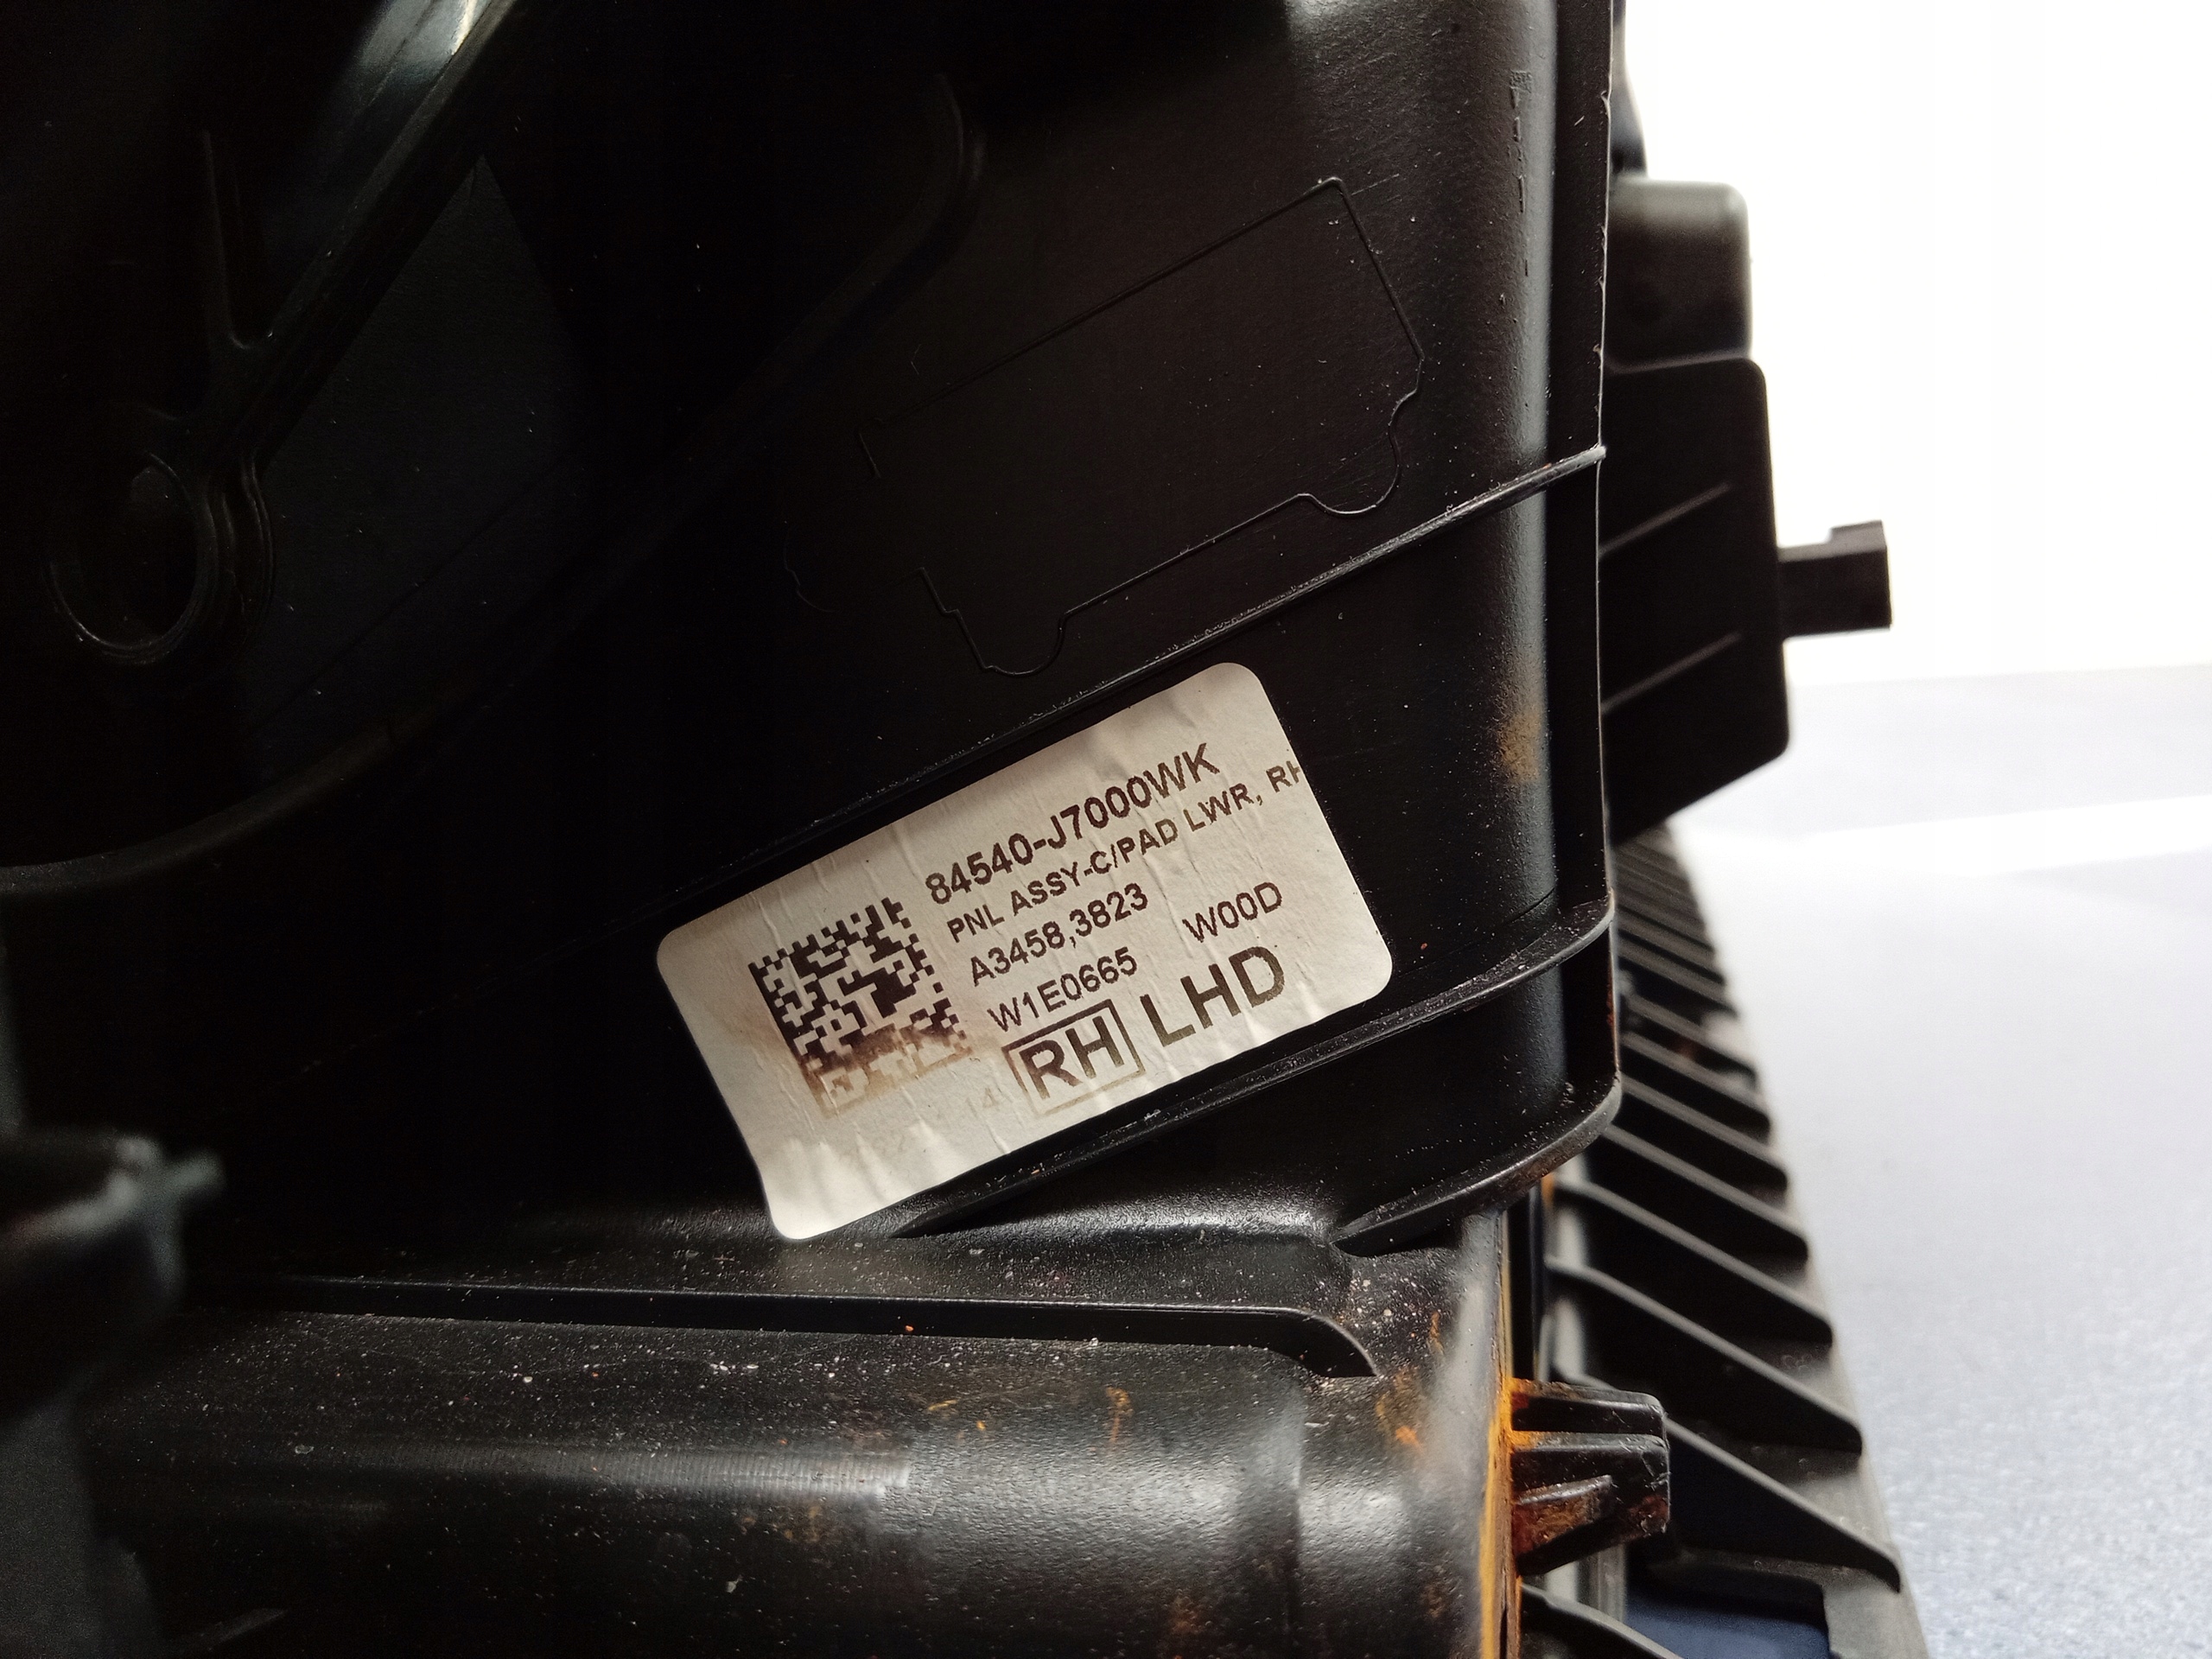 84540-J7000WK
PNL ASSY-C/PAD LWR, RH
A3458,3823
W1E0665 W00D
RH LHD